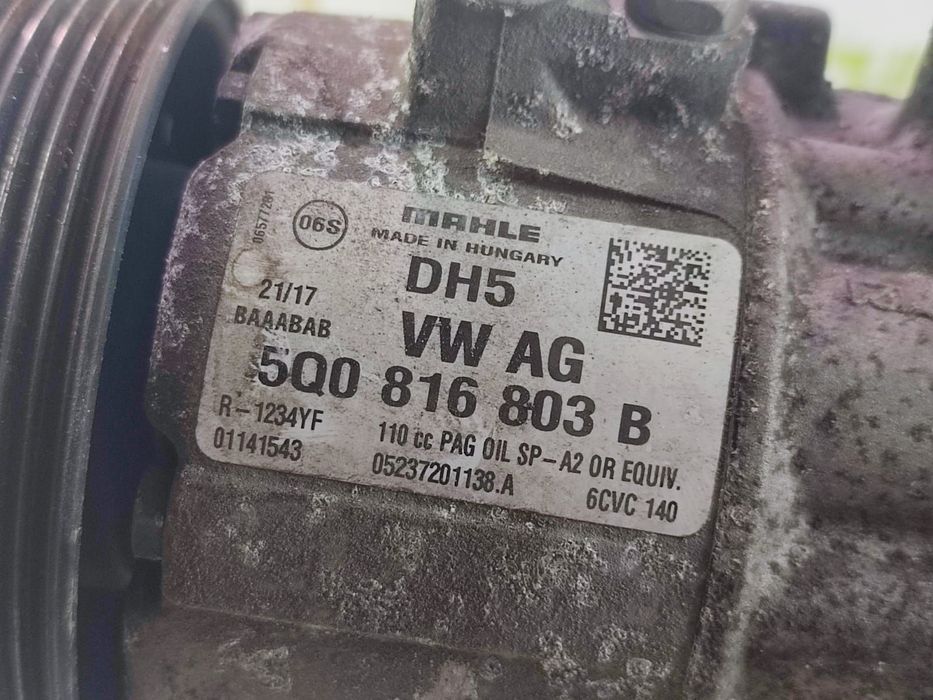 06577728I
06S
MAHLE
MADE IN HUNGARY
DH5
21/17
BAAABAB
VW AG
5Q0 816 803 B
R-1234YF
110 cc PAG OIL SP-A2 OR EQUIV.
01141543
05237201138.A
6CVC 140